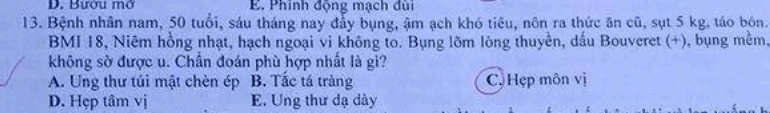 D. Bướu mỡ E. Phình động mạch đùi
13. Bệnh nhân nam, 50 tuổi, sáu tháng nay đầy bụng, ậm ạch khó tiêu, nôn ra thức ăn cũ, sụt 5 kg, táo bón.
BMI 18, Niêm hồng nhạt, hạch ngoại vi không to. Bụng lõm lòng thuyền, dấu Bouveret (+), bụng mềm,
không sờ được u. Chẩn đoán phù hợp nhất là gì?
A. Ung thư túi mật chèn ép B. Tắc tá tràng C. Hẹp môn vị
D. Hẹp tâm vị E. Ung thư dạ dày